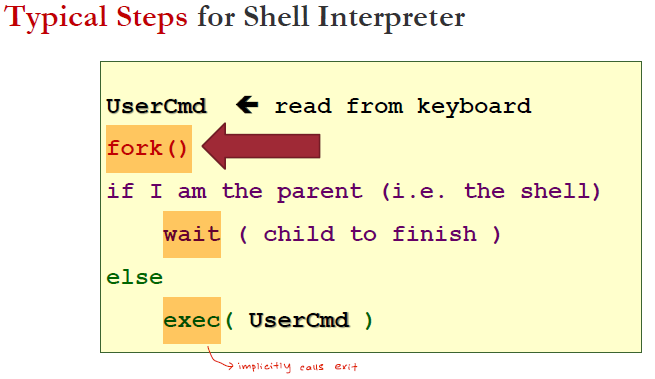 Typical Steps for Shell Interpreter
UserCmd 🡸 read from keyboard
fork()
if I am the parent (i.e. the shell)
wait ( child to finish )
else
exec( UserCmd )
→ implicitly calls exit